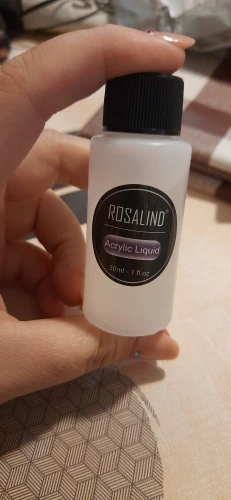 ROSALIND®
Acrylic Liquid
30ml - 1 fl oz